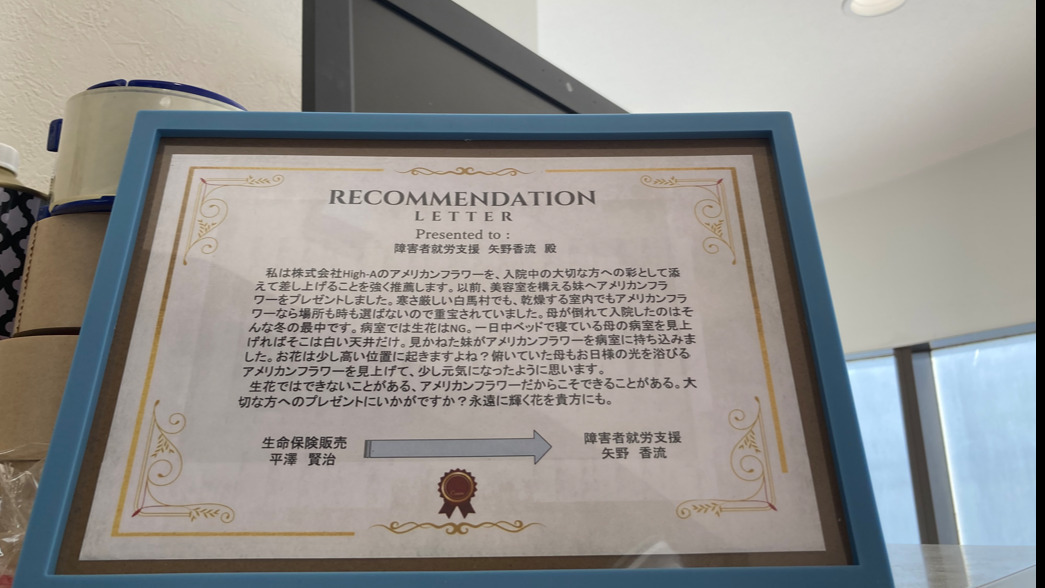 RECOMMENDATION
LETTER
Presented to :
障害者就労支援 矢野香流 殿
私は株式会社High-Aのアメリカンフラワーを、入院中の大切な方への彩として添
えて差し上げることを強く推薦します。以前、美容室を構える妹へアメリカンフラ
ワーをプレゼントしました。寒さ厳しい白馬村でも、乾燥する室内でもアメリカンフラ
ワーなら場所も時も選ばないので重宝されていました。母が倒れて入院したのはそ
んな冬の最中です。病室では生花はNG。一日中ベッドで寝ている母の病室を見上
げればそこは白い天井だけ。見かねた妹がアメリカンフラワーを病室に持ち込みま
した。お花は少し高い位置に起きますよね？俯いていた母もお日様の光を浴びる
アメリカンフラワーを見上げて、少し元気になったように思います。
生花ではできないことがある、アメリカンフラワーだからこそできることがある。大
切な方へのプレゼントにいかがですか？永遠に輝く花を貴方にも。
生命保険販売
平澤 賢治
障害者就労支援
矢野 香流